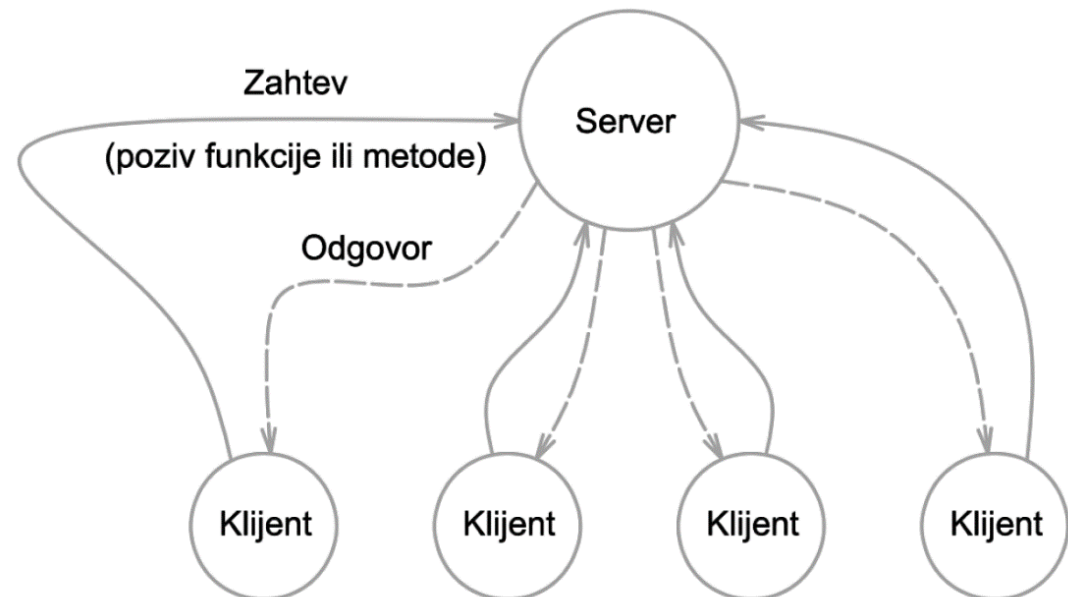 Zahtev
Server
(poziv funkcije ili metode)
Odgovor
Klijent
Klijent
Klijent
Klijent